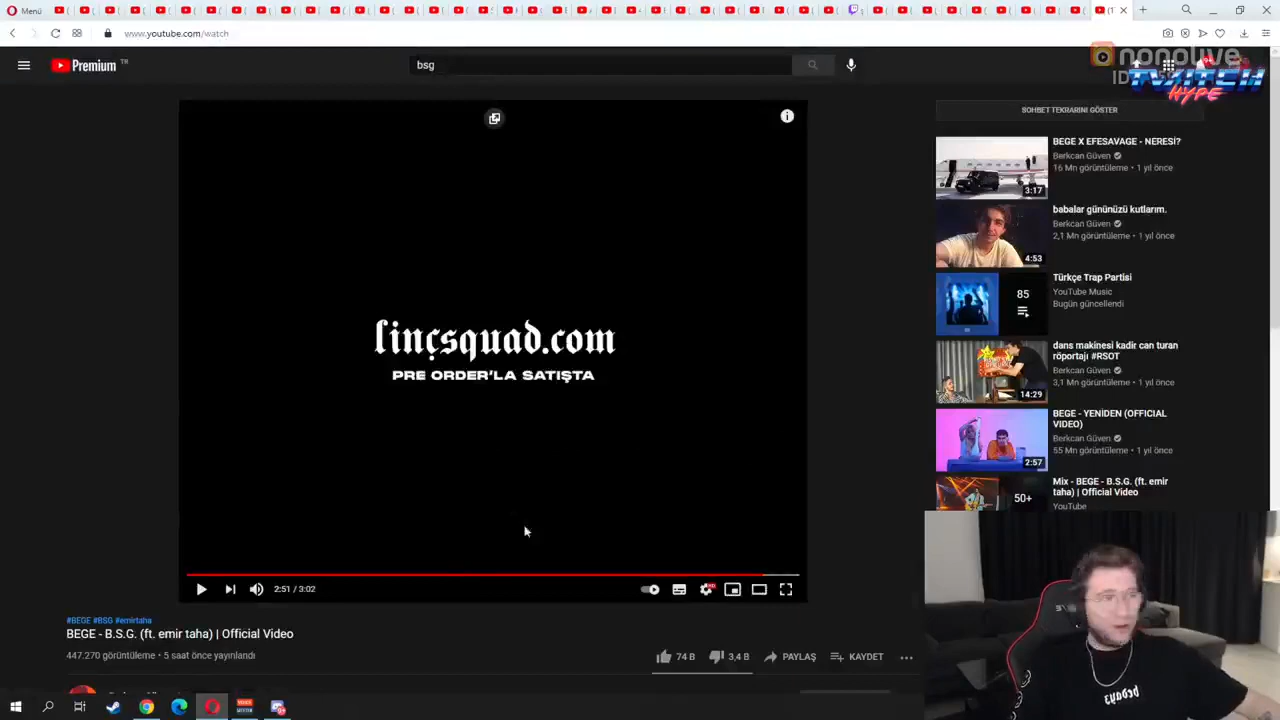 Menü
www.youtube.com/watch
Premium TR
bsg
nonolive
TWITCH
HYPE
SOHBET TEKRARINI GÖSTER
linçsquad.com
PRE ORDER'LA SATIŞTA
2:51 / 3:02
#BEGE #BSG #emirtaha
BEGE - B.S.G. (ft. emir taha) | Official Video
447.270 görüntüleme • 5 saat önce yayınlandı
74 B
3,4 B
PAYLAŞ
KAYDET
3:17
BEGE X EFESAVAGE - NERESİ?
Berkcan Güven
16 Mn görüntüleme • 1 yıl önce
4:53
babalar gününüzü kutlarım.
Berkcan Güven
2,1 Mn görüntüleme • 1 yıl önce
85
Türkçe Trap Partisi
YouTube Music
Bugün güncellendi
14:29
dans makinesi kadir can turan
röportajı #RSOT
Berkcan Güven
3,1 Mn görüntüleme • 1 yıl önce
2:57
BEGE - YENİDEN (OFFICIAL
VIDEO)
Berkcan Güven
55 Mn görüntüleme • 1 yıl önce
50+
Mix - BEGE - B.S.G. (ft. emir
taha) | Official Video
YouTube